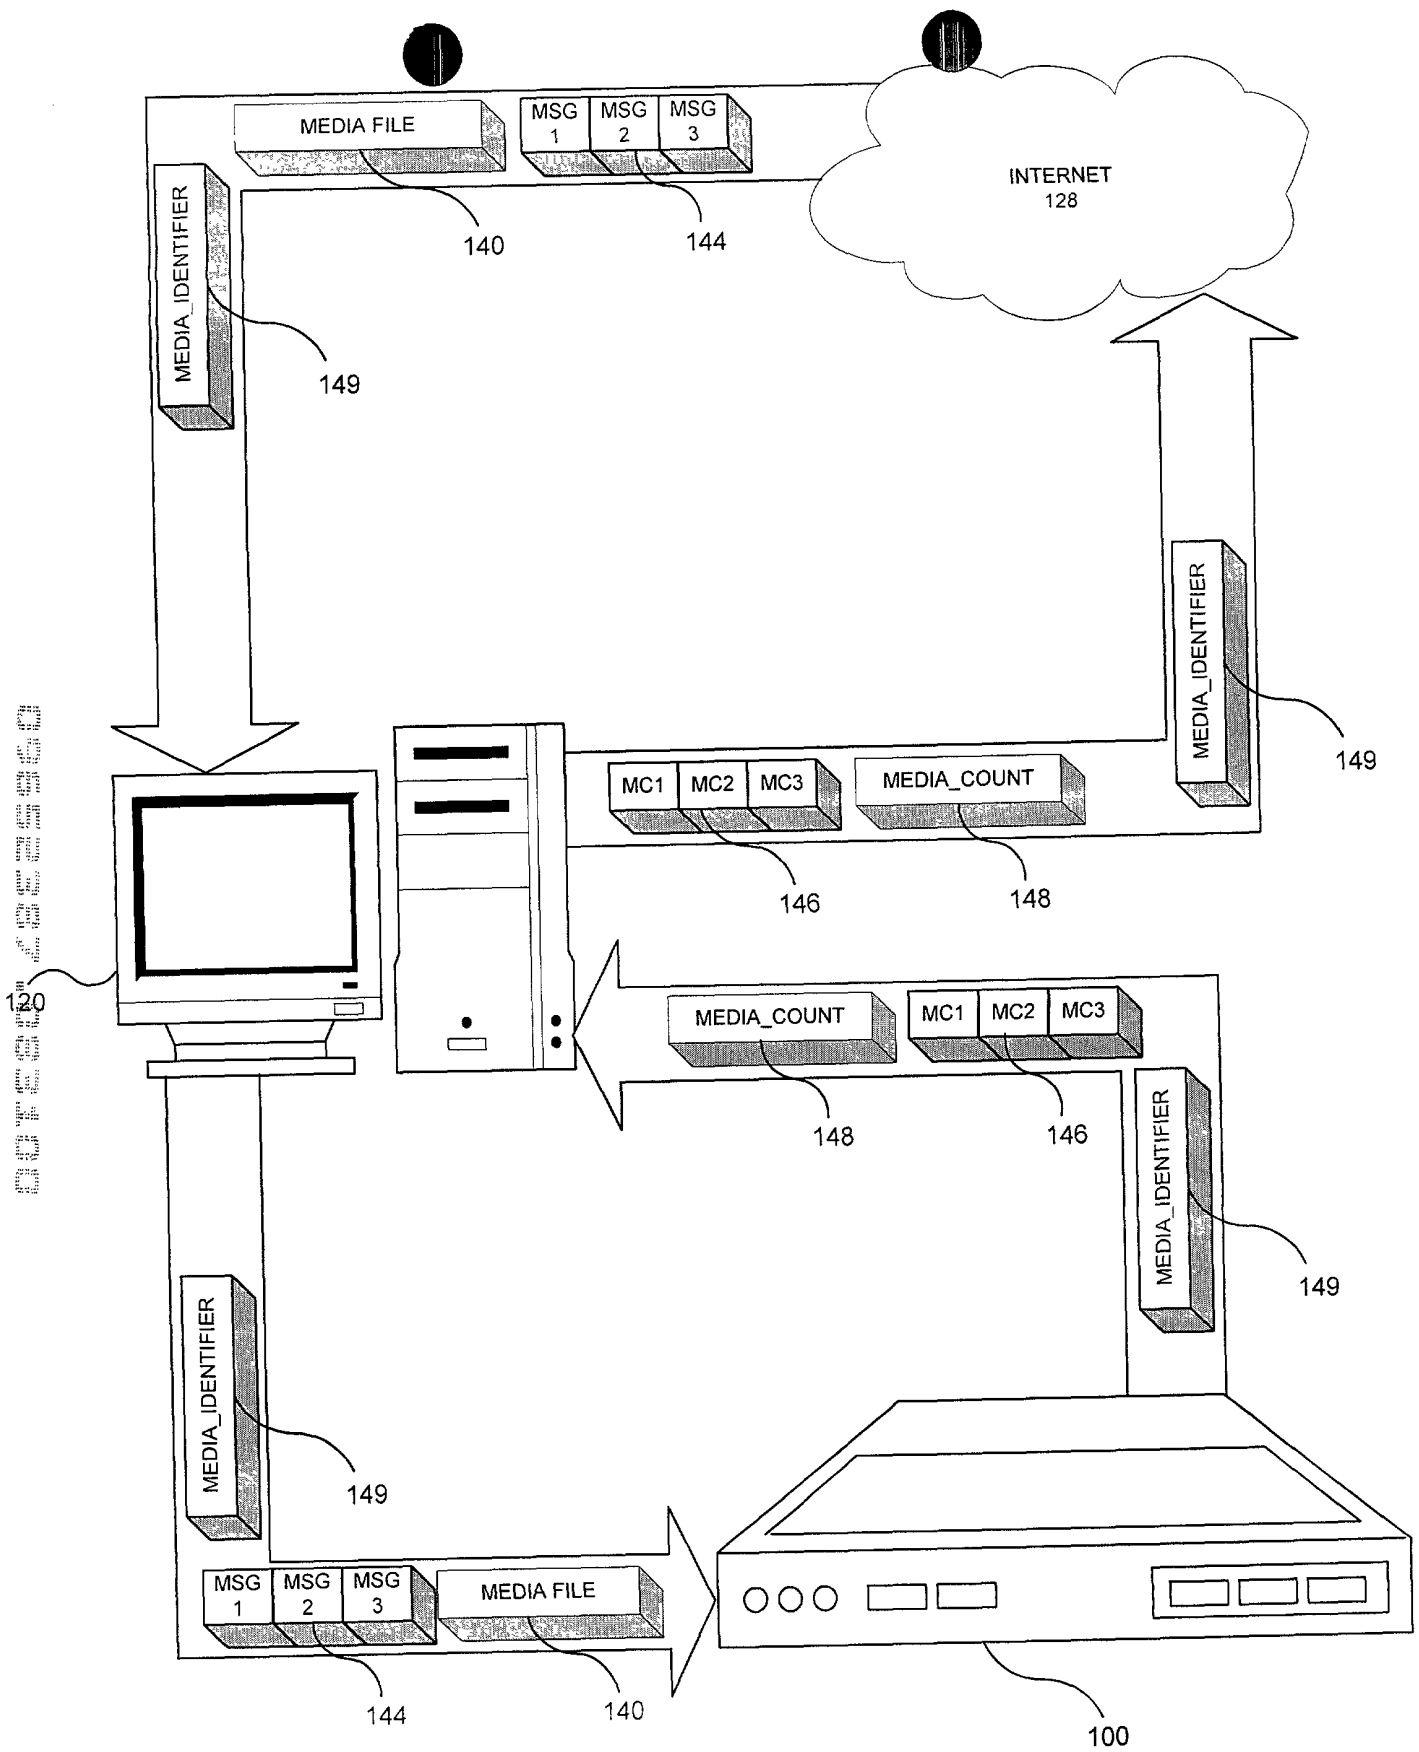 MEDIA FILE
MSG 1
MSG 2
MSG 3
INTERNET
128
140
144
MEDIA_IDENTIFIER
149
MEDIA_IDENTIFIER
149
MC1
MC2
MC3
MEDIA_COUNT
146
148
120
MEDIA_COUNT
MC1
MC2
MC3
148
146
MEDIA_IDENTIFIER
149
MEDIA_IDENTIFIER
149
MSG 1
MSG 2
MSG 3
MEDIA FILE
144
140
100